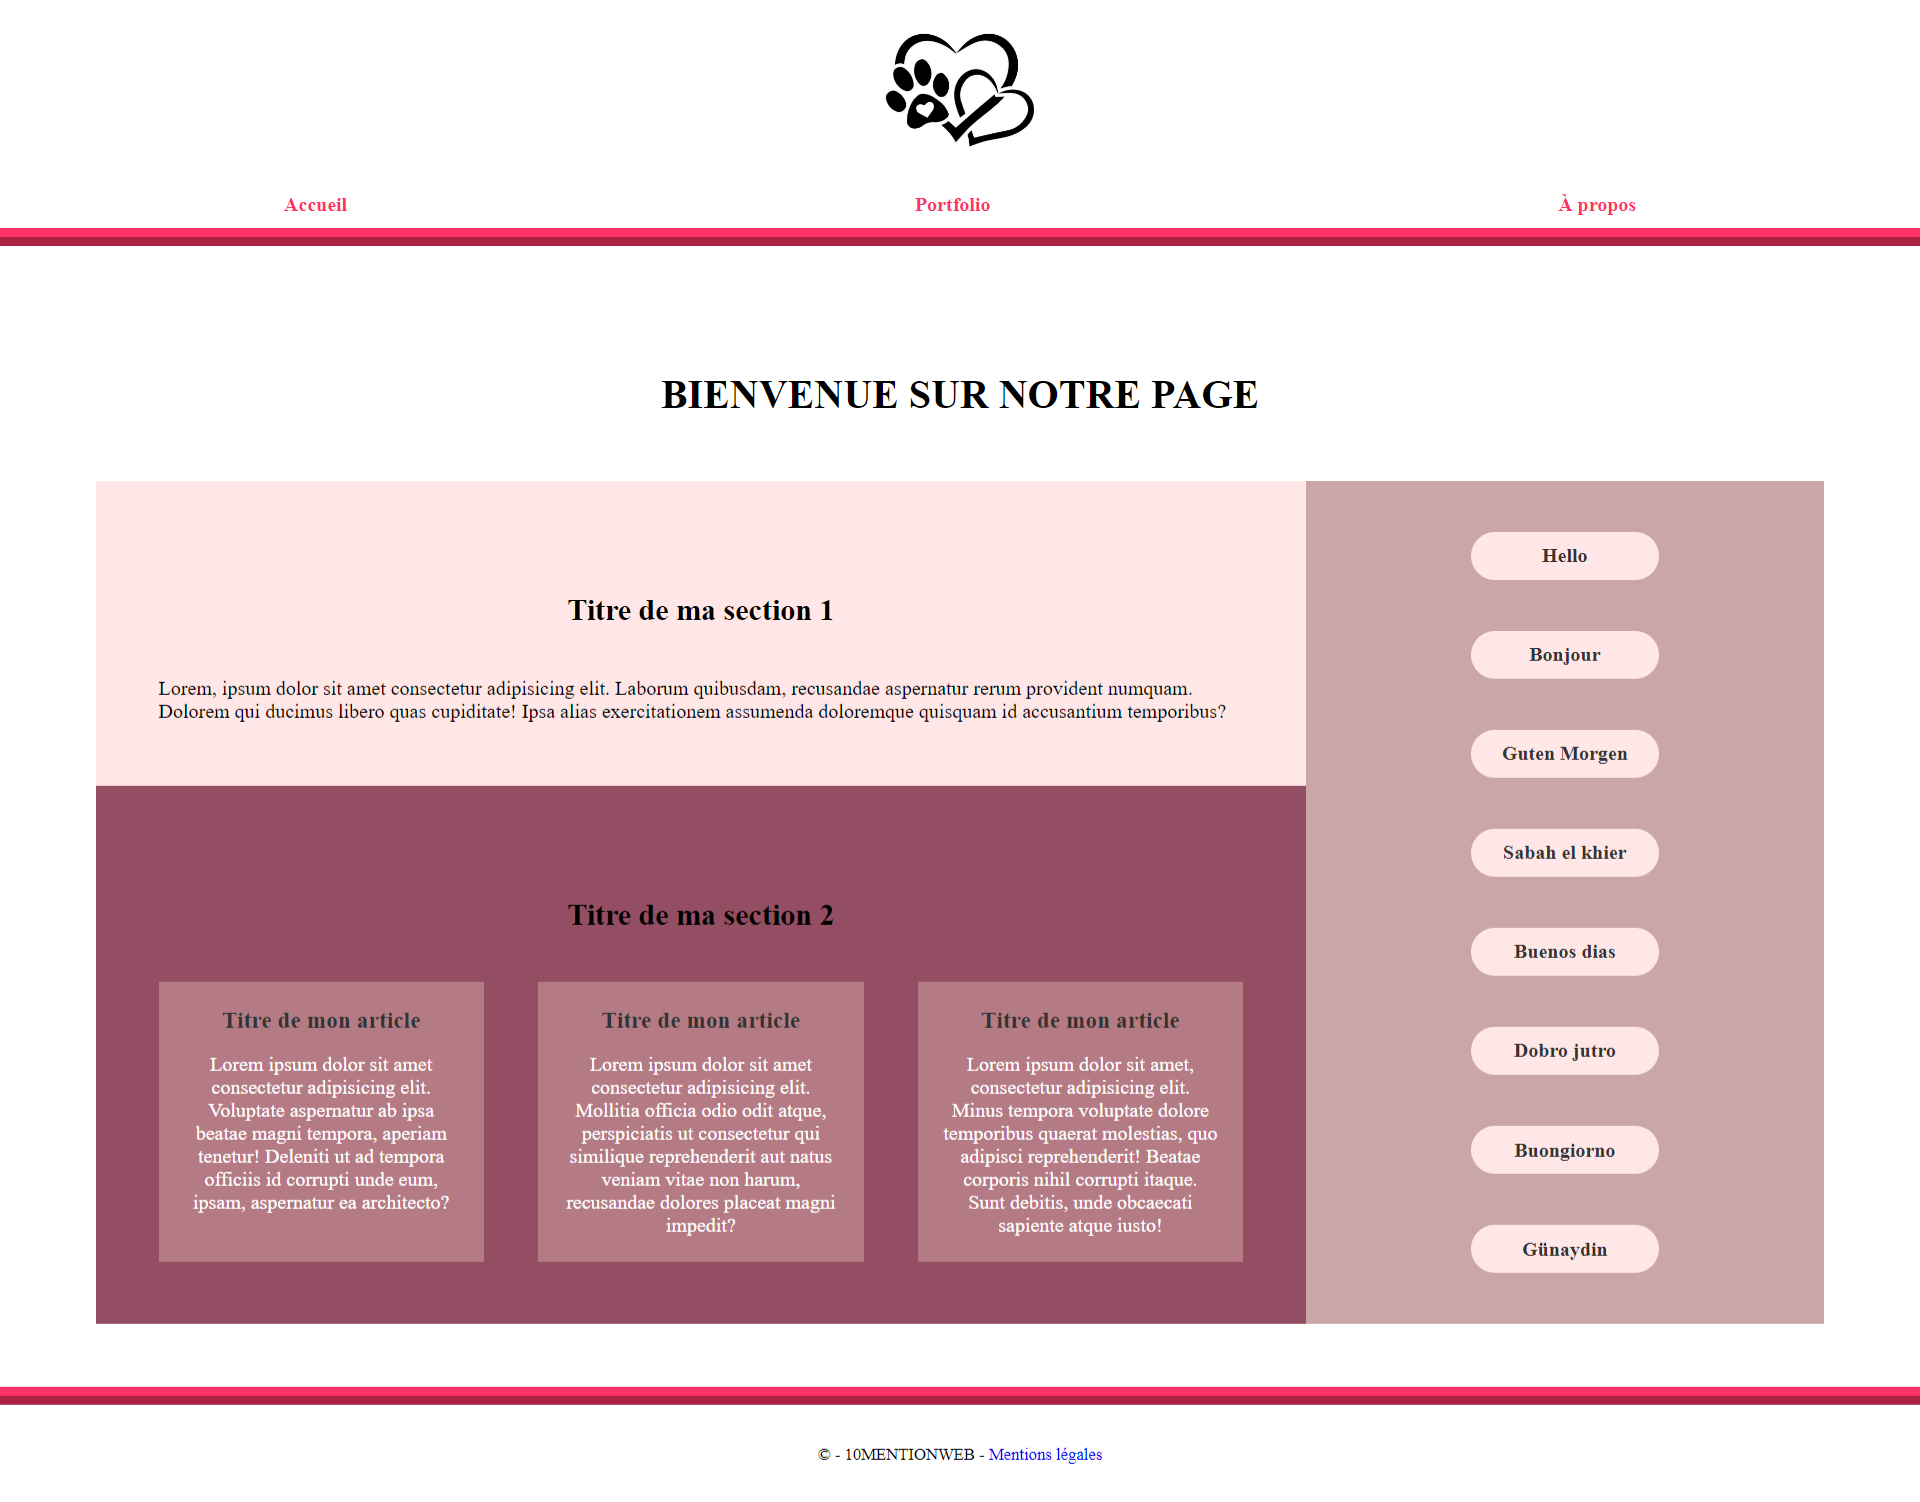 Accueil
Portfolio
À propos
BIENVENUE SUR NOTRE PAGE
Titre de ma section 1
Lorem, ipsum dolor sit amet consectetur adipisicing elit. Laborum quibusdam, recusandae aspernatur rerum provident numquam.
Dolorem qui ducimus libero quas cupiditate! Ipsa alias exercitationem assumenda doloremque quisquam id accusantium temporibus?
Titre de ma section 2
Titre de mon article
Lorem ipsum dolor sit amet
consectetur adipisicing elit.
Voluptate aspernatur ab ipsa
beatae magni tempora, aperiam
tenetur! Deleniti ut ad tempora
officiis id corrupti unde eum,
ipsam, aspernatur ea architecto?
Titre de mon article
Lorem ipsum dolor sit amet
consectetur adipisicing elit.
Mollitia officia odio odit atque,
perspiciatis ut consectetur qui
similique reprehenderit aut natus
veniam vitae non harum,
recusandae dolores placeat magni
impedit?
Titre de mon article
Lorem ipsum dolor sit amet,
consectetur adipisicing elit.
Minus tempora voluptate dolore
temporibus quaerat molestias, quo
adipisci reprehenderit! Beatae
corporis nihil corrupti itaque.
Sunt debitis, unde obcaecati
sapiente atque iusto!
Hello
Bonjour
Guten Morgen
Sabah el khier
Buenos dias
Dobro jutro
Buongiorno
Günaydin
© - 10MENTIONWEB - Mentions légales